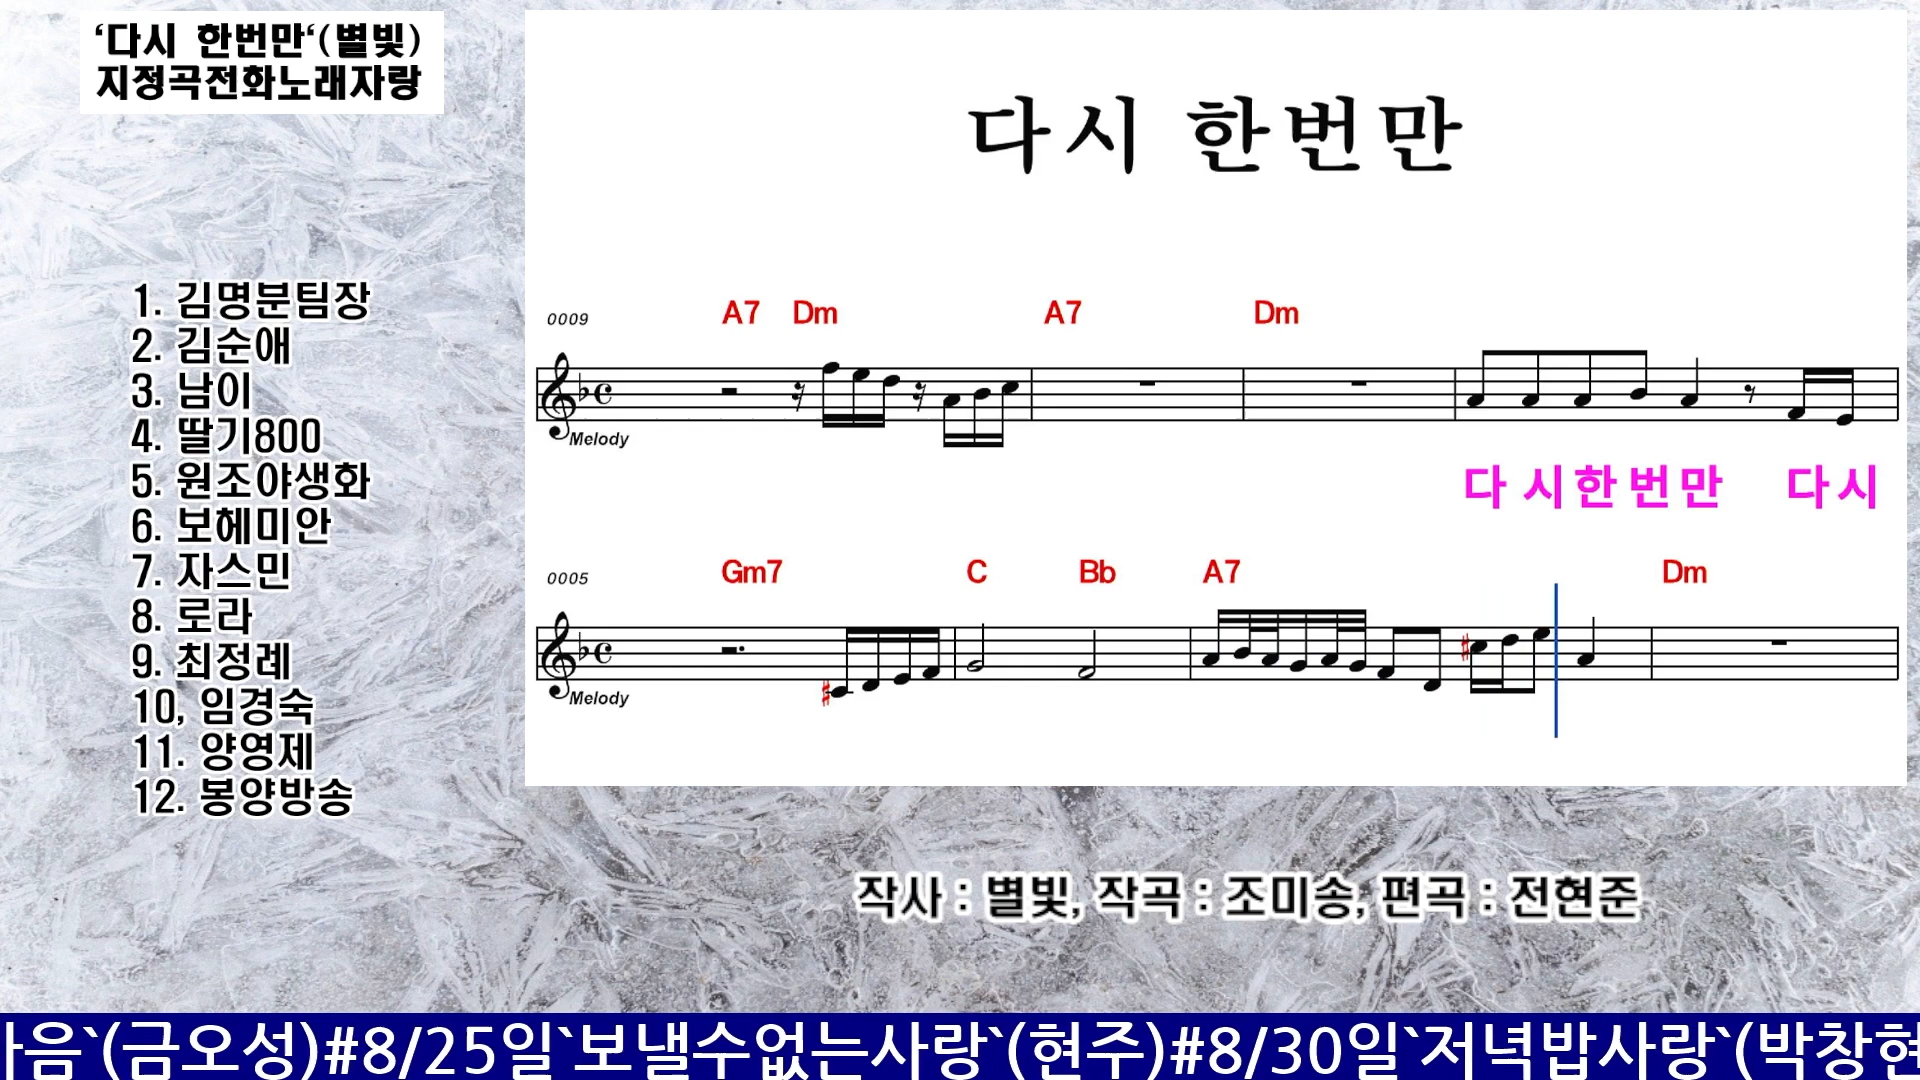 ‘다시 한번만‘(별빛)
지정곡전화노래자랑
다시 한번만
1. 김명분팀장
2. 김순애
3. 남이
4. 딸기800
5. 원조야생화
6. 보헤미안
7. 자스민
8. 로라
9. 최정례
10, 임경숙
11. 양영제
12. 봉양방송
0009
A7 Dm A7 Dm
Melody
다 시 한 번 만 다 시
0005
Gm7 C Bb A7 Dm
Melody
작사 : 별빛, 작곡 : 조미송, 편곡 : 전현준
음`(금오성)#8/25일`보낼수없는사랑`(현주)#8/30일`저녁밥사랑`(박창현